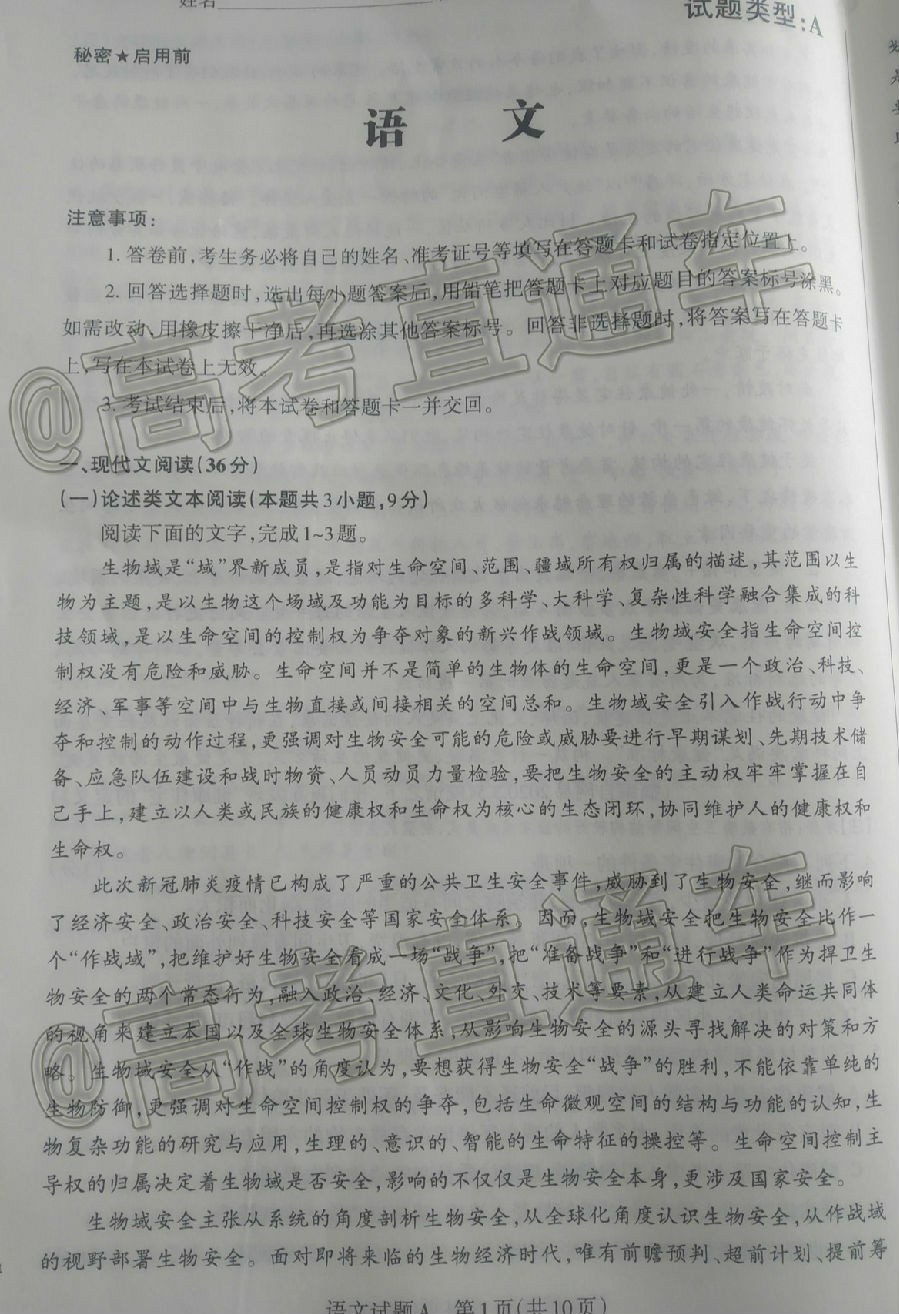 姓名
试题类型:A
秘密★启用前
语 文
注意事项:
1. 答卷前,考生务必将自己的姓名、准考证号等填写在答题卡和试卷指定位置上。
2. 回答选择题时,选出每小题答案后,用铅笔把答题卡上对应题目的答案标号涂黑。
如需改动,用橡皮擦干净后,再选涂其他答案标号。回答非选择题时,将答案写在答题卡
上,写在本试卷上无效。
3. 考试结束后,将本试卷和答题卡一并交回。
一、现代文阅读(36分)
(一)论述类文本阅读(本题共3小题,9分)
阅读下面的文字,完成1~3题。
生物域是“域”界新成员,是指对生命空间、范围、疆域所有权归属的描述,其范围以生
物为主题,是以生物这个场域及功能为目标的多科学、大科学、复杂性科学融合集成的科
技领域,是以生命空间的控制权为争夺对象的新兴作战领域。生物域安全指生命空间控
制权没有危险和威胁。生命空间并不是简单的生物体的生命空间,更是一个政治、科技、
经济、军事等空间中与生物直接或间接相关的空间总和。生物域安全引入作战行动中争
夺和控制的动作过程,更强调对生物安全可能的危险或威胁要进行早期谋划、先期技术储
备、应急队伍建设和战时物资、人员动员力量检验,要把生物安全的主动权牢牢掌握在自
己手上,建立以人类或民族的健康权和生命权为核心的生态闭环,协同维护人的健康权和
生命权。
此次新冠肺炎疫情已构成了严重的公共卫生安全事件,威胁到了生物安全,继而影响
了经济安全、政治安全、科技安全等国家安全体系。因而,生物域安全把生物安全比作一
个“作战域”,把维护好生物安全看成一场“战争”,把“准备战争”和“进行战争”作为捍卫生
物安全的两个常态行为,融入政治、经济、文化、外交、技术等要素,从建立人类命运共同体
的视角来建立本国以及全球生物安全体系,从影响生物安全的源头寻找解决的对策和方
略。生物域安全从“作战”的角度认为,要想获得生物安全“战争”的胜利,不能依靠单纯的
生物防御,更强调对生命空间控制权的争夺,包括生命微观空间的结构与功能的认知,生
物复杂功能的研究与应用,生理的、意识的、智能的生命特征的操控等。生命空间控制主
导权的归属决定着生物域是否安全,影响的不仅仅是生物安全本身,更涉及国家安全。
生物域安全主张从系统的角度剖析生物安全,从全球化角度认识生物安全,从作战域
的视野部署生物安全。面对即将来临的生物经济时代,唯有前瞻预判、超前计划、提前筹
语文试题A 第1页(共10页)
@高考直通车
@高考直通车